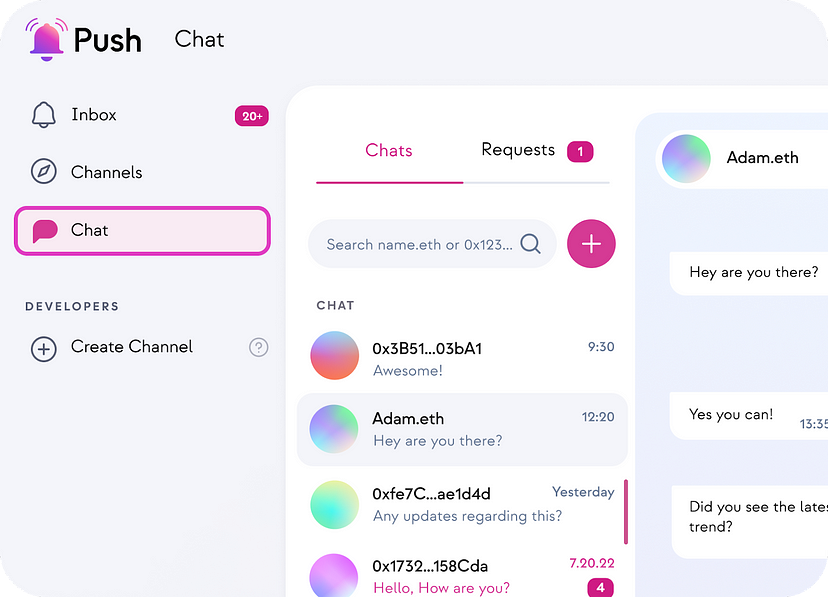 Push Chat
Inbox 20+
Channels
Chat
DEVELOPERS
Create Channel ?
Chats Requests 1
Search name.eth or 0x123...
CHAT
0x3B51...03bA1 9:30
Awesome!
Adam.eth 12:20
Hey are you there?
0xfe7C...ae1d4d Yesterday
Any updates regarding this?
0x1732...158Cda 7.20.22
Hello, How are you? 4
Adam.eth
Hey are you there?
Yes you can! 13:35
Did you see the lates
trend?